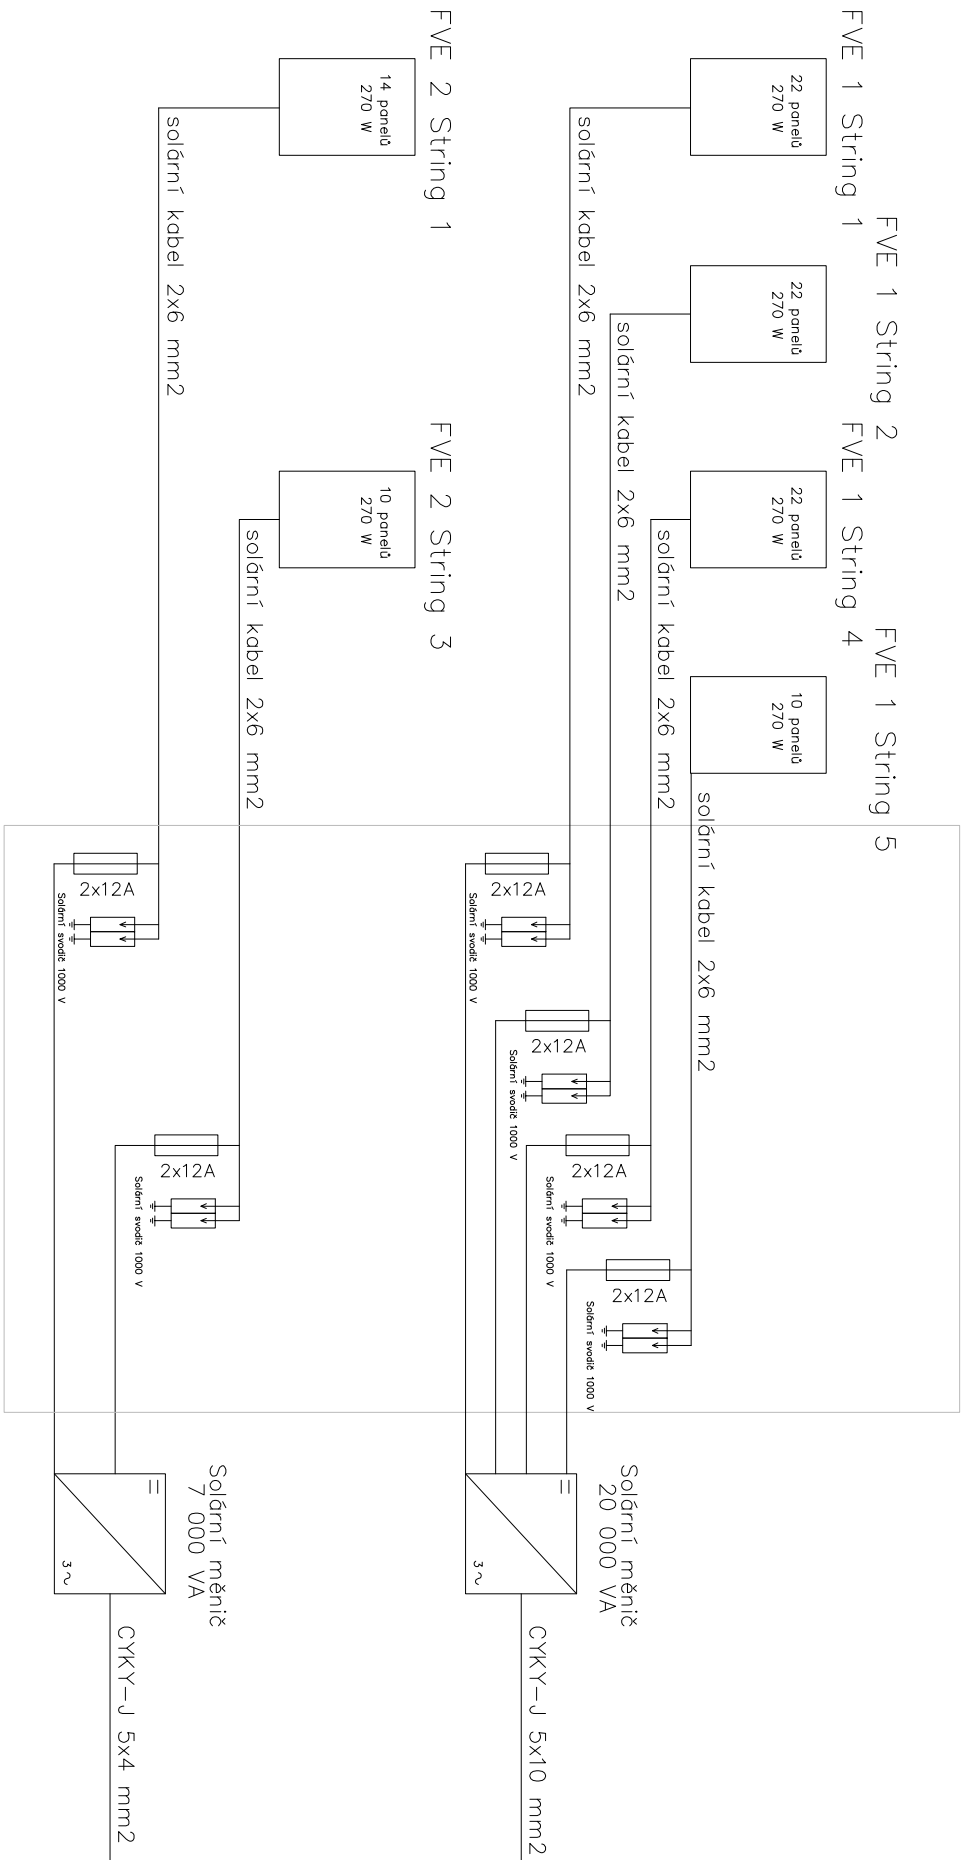 FVE 1 String 1
22 panelů
270 W
solární kabel 2x6 mm2
FVE 1 String 2
22 panelů
270 W
solární kabel 2x6 mm2
FVE 1 String 4
22 panelů
270 W
solární kabel 2x6 mm2
FVE 1 String 5
10 panelů
270 W
solární kabel 2x6 mm2
2x12A
Solární svodič 1000 V
2x12A
Solární svodič 1000 V
2x12A
Solární svodič 1000 V
2x12A
Solární svodič 1000 V
Solární měnič
20 000 VA
=
3~
CYKY-J 5x10 mm2
FVE 2 String 1
14 panelů
270 W
solární kabel 2x6 mm2
FVE 2 String 3
10 panelů
270 W
solární kabel 2x6 mm2
2x12A
Solární svodič 1000 V
2x12A
Solární svodič 1000 V
Solární měnič
7 000 VA
=
3~
CYKY-J 5x4 mm2